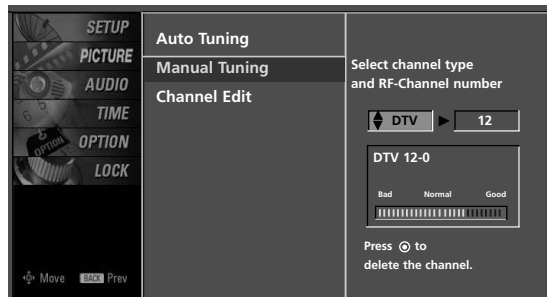 SETUP
PICTURE
AUDIO
TIME
OPTION
LOCK
Move BACK Prev
Auto Tuning
Manual Tuning
Channel Edit
Select channel type
and RF-Channel number
DTV 12
DTV 12-0
Bad Normal Good
Press to
delete the channel.